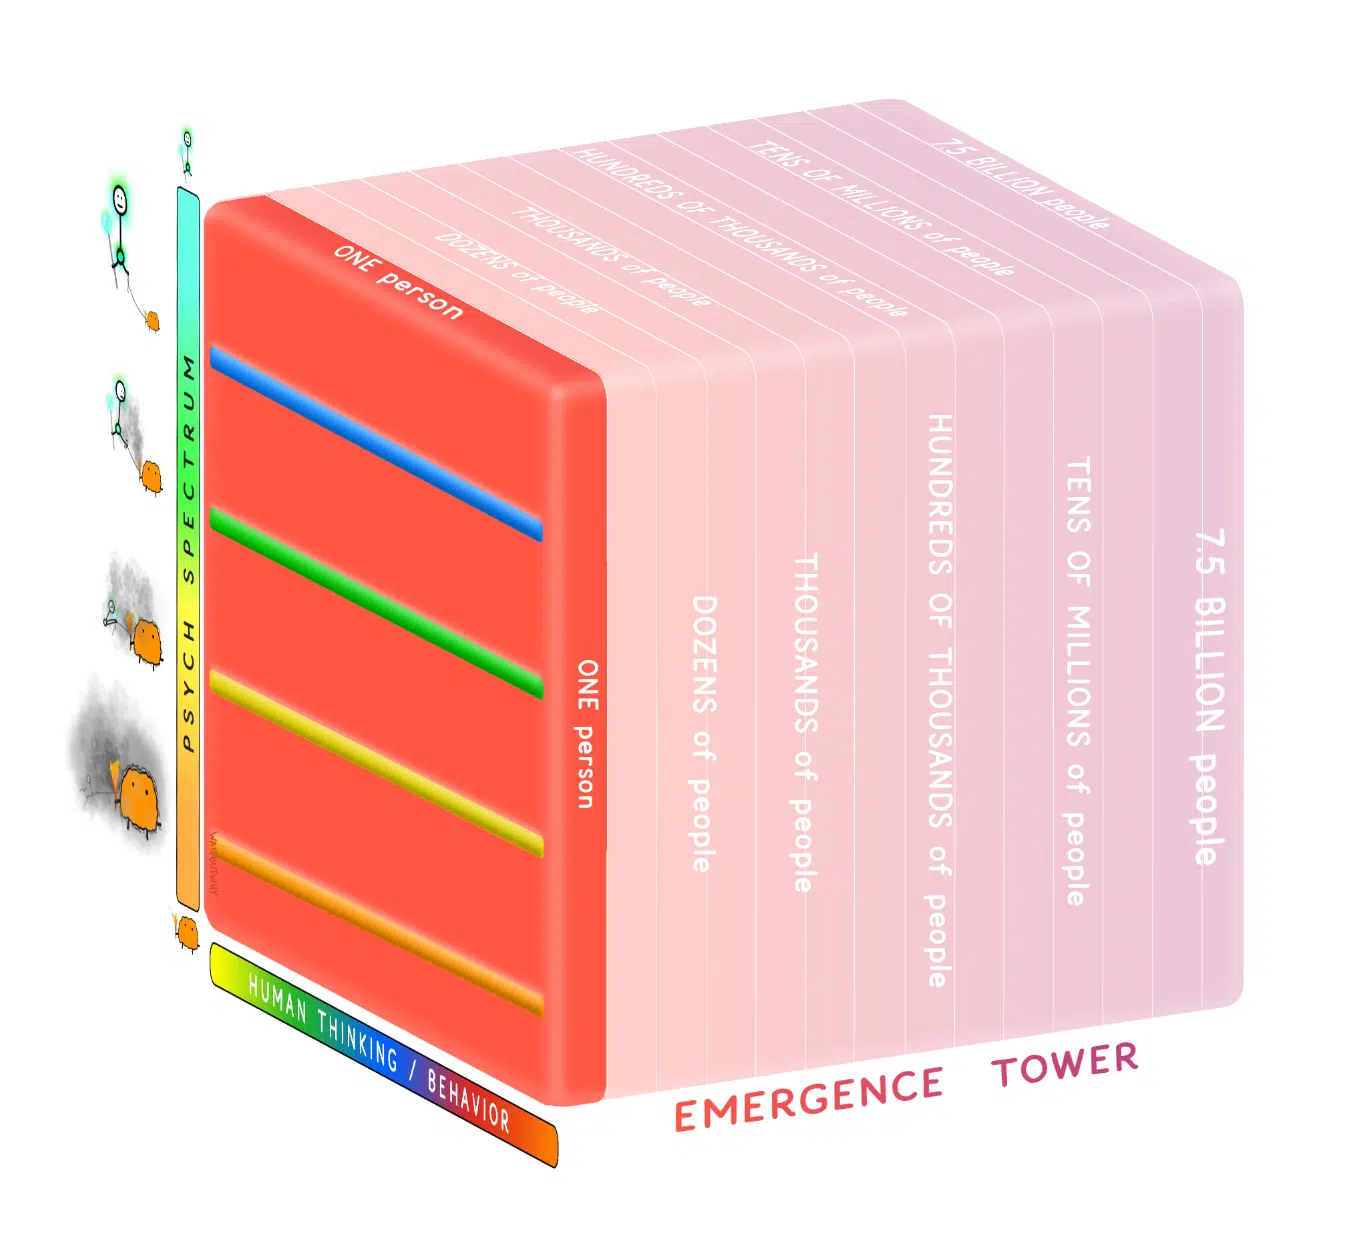 7.5 BILLION people
TENS OF MILLIONS of people
HUNDREDS OF THOUSANDS of people
THOUSANDS of people
DOZENS of people
ONE person
PSYCH SPECTRUM
ONE person
DOZENS of people
THOUSANDS of people
HUNDREDS OF THOUSANDS of people
TENS OF MILLIONS of people
7.5 BILLION people
WAITBUTWHY
HUMAN THINKING / BEHAVIOR
EMERGENCE TOWER